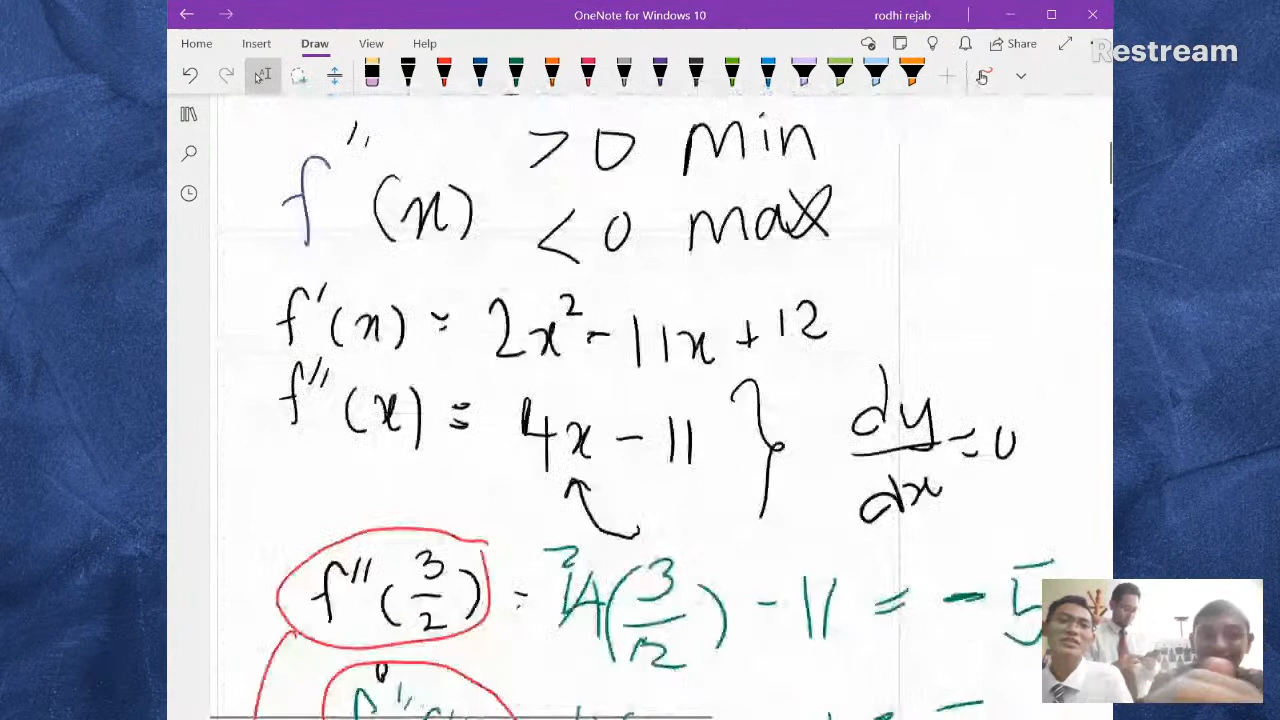 OneNote for Windows 10
rodhi rejab
Home Insert Draw View Help
Share
Restream
f''(x) >0 min
<0 max
f'(x) = 2x² - 11x + 12
f''(x) = 4x - 11 } dy/dx = 0
f''(3/2) = 4(3/2) - 11 = - 5